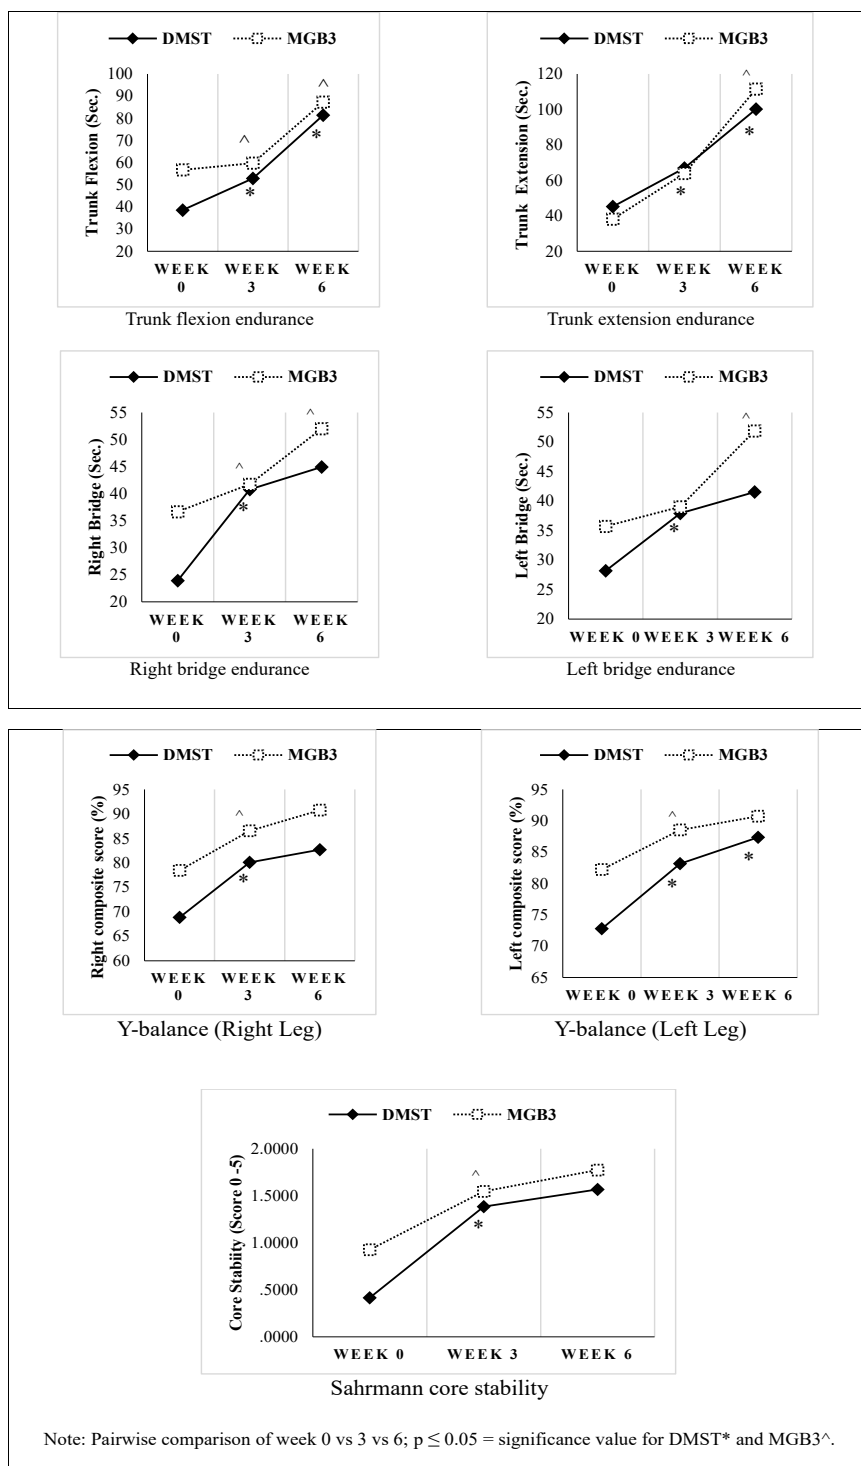 DMST MGB3
Trunk Flexion (Sec.)
100
90
80
70
60
50
40
30
20
^
^
*
*
WEEK 0
WEEK 3
WEEK 6
Trunk flexion endurance
DMST MGB3
Trunk Extension (Sec.)
120
100
80
60
40
20
^
*
*
WEEK 0
WEEK 3
WEEK 6
Trunk extension endurance
DMST MGB3
Right Bridge (Sec.)
55
50
45
40
35
30
25
20
^
^
*
WEEK 0
WEEK 3
WEEK 6
Right bridge endurance
DMST MGB3
Left Bridge (Sec.)
55
50
45
40
35
30
25
20
^
*
WEEK 0 WEEK 3 WEEK 6
Left bridge endurance
DMST MGB3
Right composite score (%)
95
90
85
80
75
70
65
60
^
*
WEEK 0
WEEK 3
WEEK 6
Y-balance (Right Leg)
DMST MGB3
Left composite score (%)
95
90
85
80
75
70
65
^
*
*
WEEK 0 WEEK 3 WEEK 6
Y-balance (Left Leg)
DMST MGB3
Core Stabiity (Score 0 -5)
2.0000
1.5000
1.0000
.5000
.0000
^
*
WEEK 0 WEEK 3 WEEK 6
Sahrmann core stability
Note: Pairwise comparison of week 0 vs 3 vs 6; p ≤ 0.05 = significance value for DMST* and MGB3^.